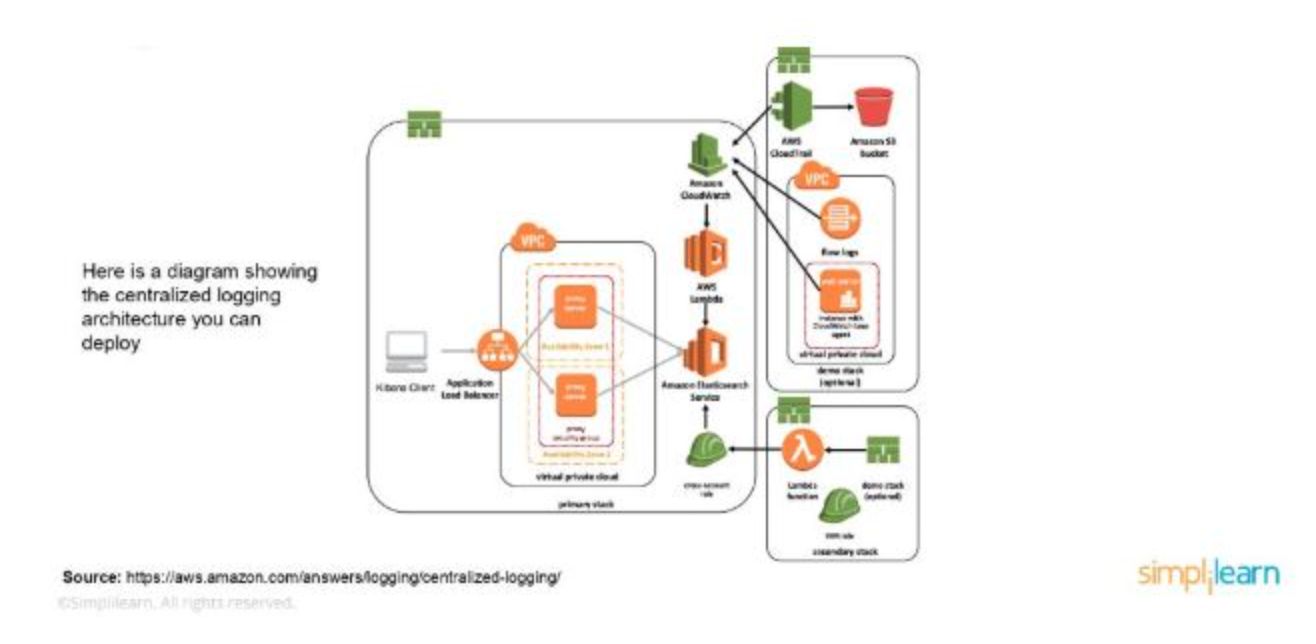 Here is a diagram showing
the centralized logging
architecture you can
deploy
Kibana Client
Application
Load Balancer
VPC
proxy
server
Availability Zone 1
proxy
server
proxy
security group
Availability Zone 2
virtual private cloud
primary stack
Amazon
CloudWatch
AWS
Lambda
Amazon Elasticsearch
Service
cross-account
role
AWS
CloudTrail
Amazon S3
bucket
VPC
flow logs
instance with
CloudWatch Logs
agent
virtual private cloud
demo stack
(optional)
Lambda
function
demo stack
(optional)
role
secondary stack
Source: https://aws.amazon.com/answers/logging/centralized-logging/
©Simplilearn. All rights reserved.
simplilearn